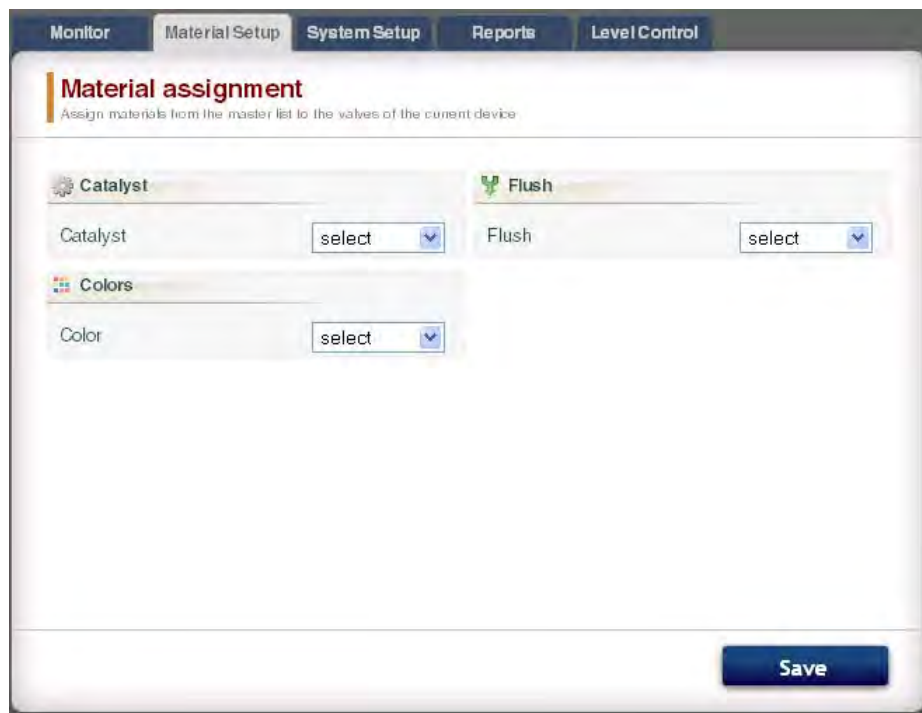 Monitor Material Setup System Setup Reports Level Control
Material assignment
Assign materials from the master list to the valves of the current device
Catalyst
Catalyst select
Flush
Flush select
Colors
Color select
Save